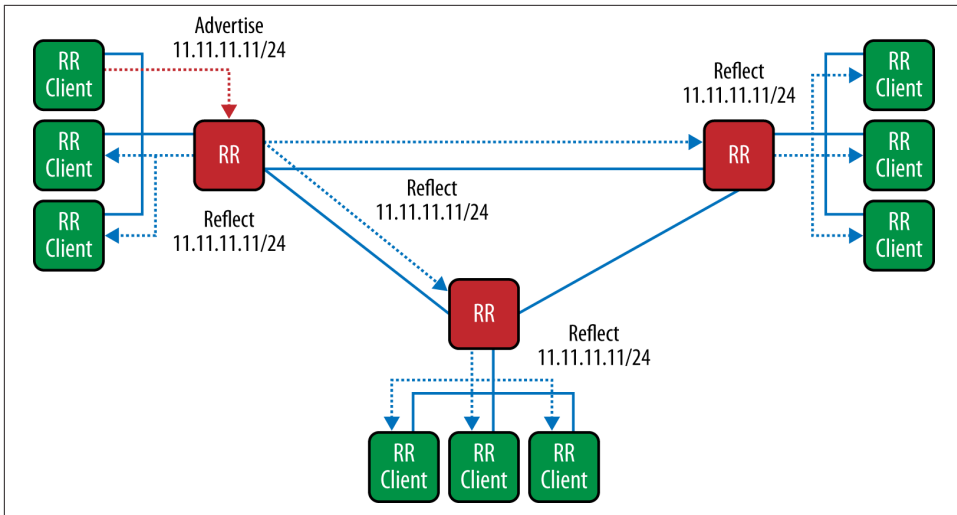 Advertise
11.11.11.11/24
RR
Client
RR
Client
RR
Client
RR
Reflect
11.11.11.11/24
Reflect
11.11.11.11/24
Reflect
11.11.11.11/24
RR
RR
Client
RR
Client
RR
Client
RR
Reflect
11.11.11.11/24
RR
Client
RR
Client
RR
Client